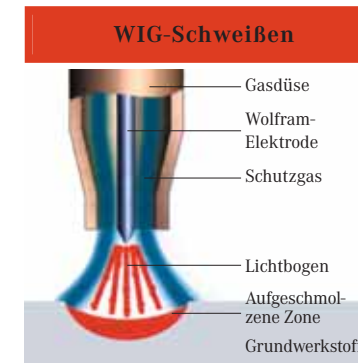 WIG-Schweißen
Gasdüse
Wolfram-
Elektrode
Schutzgas
Lichtbogen
Aufgeschmol-
zene Zone
Grundwerkstof